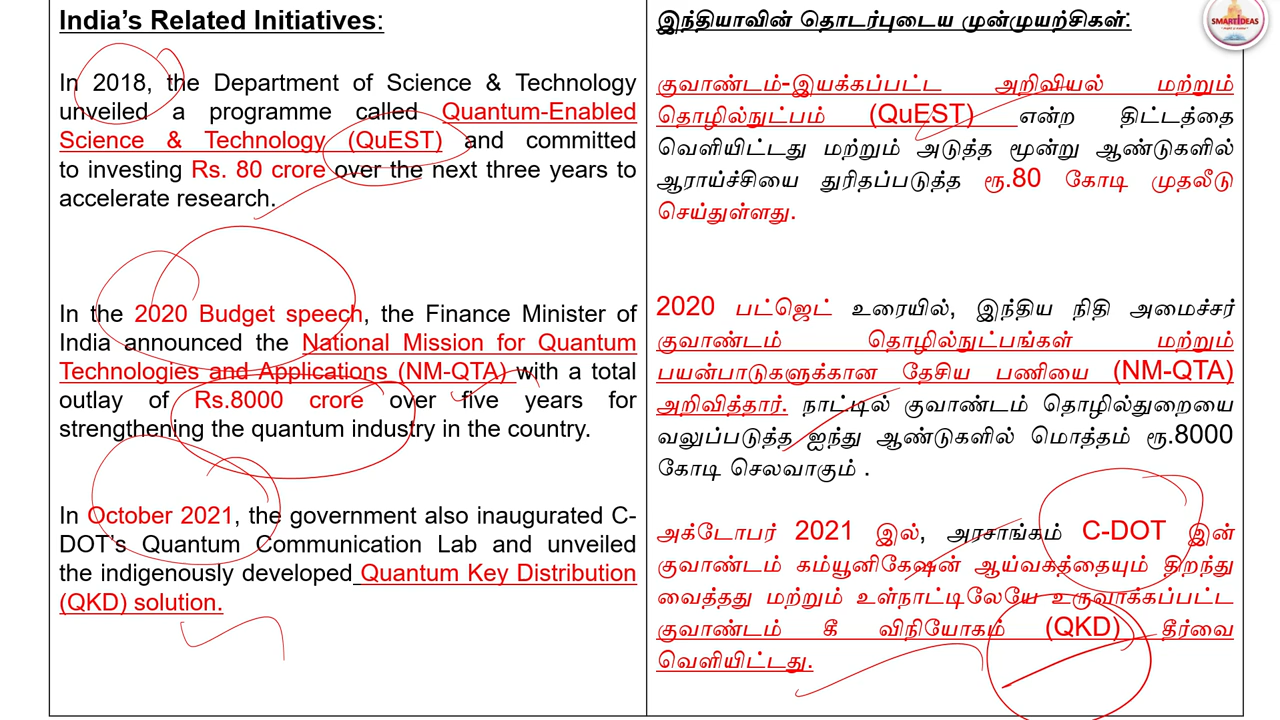 India's Related Initiatives:
In 2018, the Department of Science & Technology
unveiled a programme called Quantum-Enabled
Science & Technology (QuEST) and committed
to investing Rs. 80 crore over the next three years to
accelerate research.
In the 2020 Budget speech, the Finance Minister of
India announced the National Mission for Quantum
Technologies and Applications (NM-QTA) with a total
outlay of Rs.8000 crore over five years for
strengthening the quantum industry in the country.
In October 2021, the government also inaugurated C-
DOT's Quantum Communication Lab and unveiled
the indigenously developed Quantum Key Distribution
(QKD) solution.
இந்தியாவின் தொடர்புடைய முன்முயற்சிகள்:
குவாண்டம்-இயக்கப்பட்ட அறிவியல் மற்றும்
தொழில்நுட்பம் (QuEST) என்ற திட்டத்தை
வெளியிட்டது மற்றும் அடுத்த மூன்று ஆண்டுகளில்
ஆராய்ச்சியை துரிதப்படுத்த ரூ.80 கோடி முதலீடு
செய்துள்ளது.
2020 பட்ஜெட் உரையில், இந்திய நிதி அமைச்சர்
குவாண்டம் தொழில்நுட்பங்கள் மற்றும்
பயன்பாடுகளுக்கான தேசிய பணியை (NM-QTA)
அறிவித்தார். நாட்டில் குவாண்டம் தொழில்துறையை
வலுப்படுத்த ஐந்து ஆண்டுகளில் மொத்தம் ரூ.8000
கோடி செலவாகும் .
அக்டோபர் 2021 இல், அரசாங்கம் C-DOT இன்
குவாண்டம் கம்யூனிகேஷன் ஆய்வகத்தையும் திறந்து
வைத்தது மற்றும் உள்நாட்டிலேயே உருவாக்கப்பட்ட
குவாண்டம் கீ விநியோகம் (QKD) தீர்வை
வெளியிட்டது.
SMART IDEAS